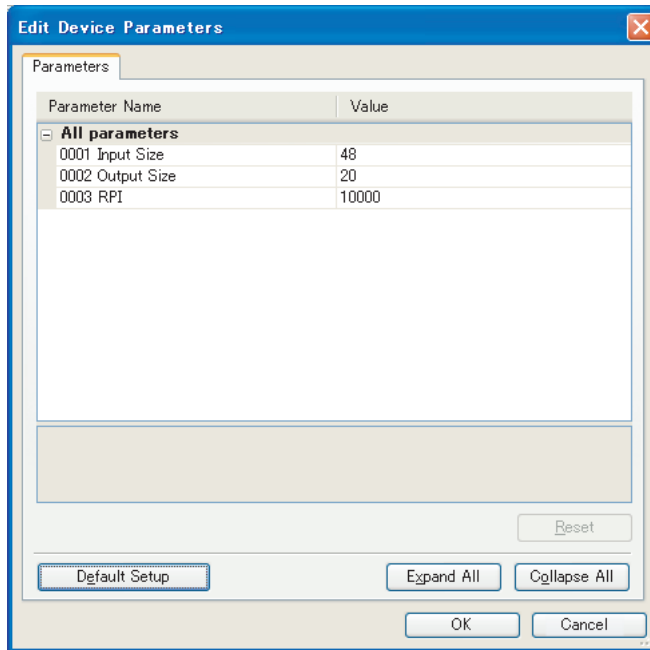 Edit Device Parameters
Parameters
Parameter Name Value
All parameters
0001 Input Size 48
0002 Output Size 20
0003 RPI 10000
Reset
Default Setup Expand All Collapse All
OK Cancel